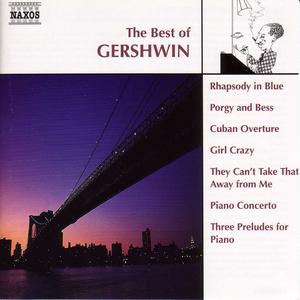 NAXOS
The Best of
GERSHWIN
Rhapsody in Blue
Porgy and Bess
Cuban Overture
Girl Crazy
They Can't Take That
Away from Me
Piano Concerto
Three Preludes for
Piano